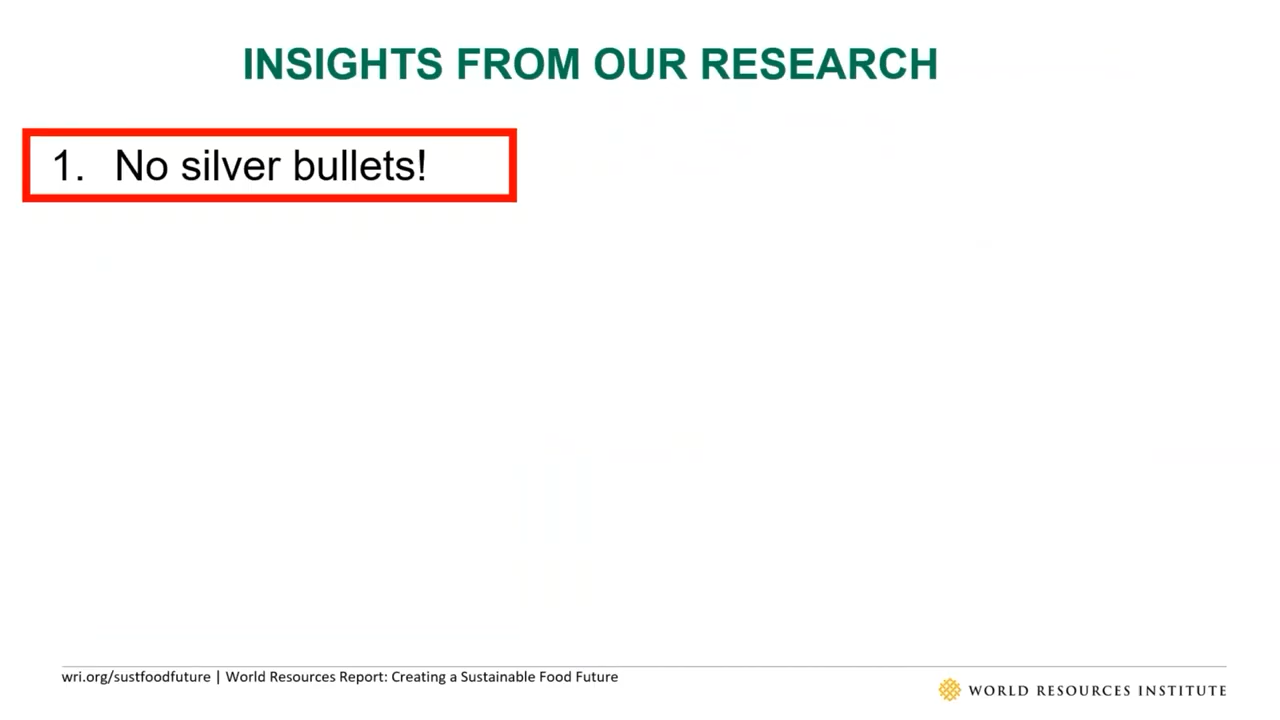 INSIGHTS FROM OUR RESEARCH
1. No silver bullets!
wri.org/sustfoodfuture | World Resources Report: Creating a Sustainable Food Future
WORLD RESOURCES INSTITUTE